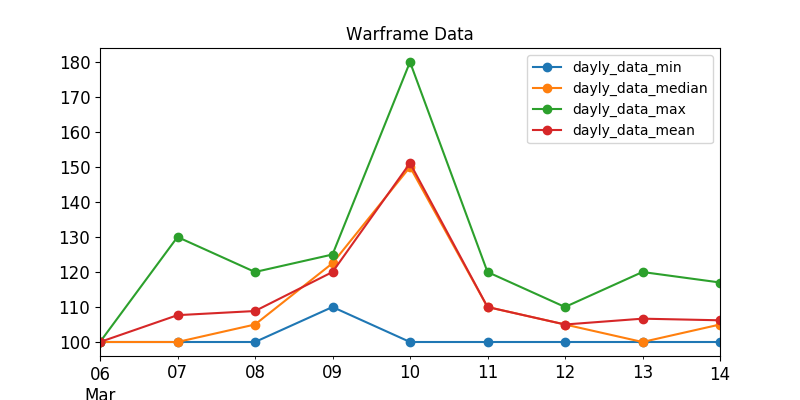 Warframe Data
dayly_data_min
dayly_data_median
dayly_data_max
dayly_data_mean
180
170
160
150
140
130
120
110
100
06 07 08 09 10 11 12 13 14
Mar